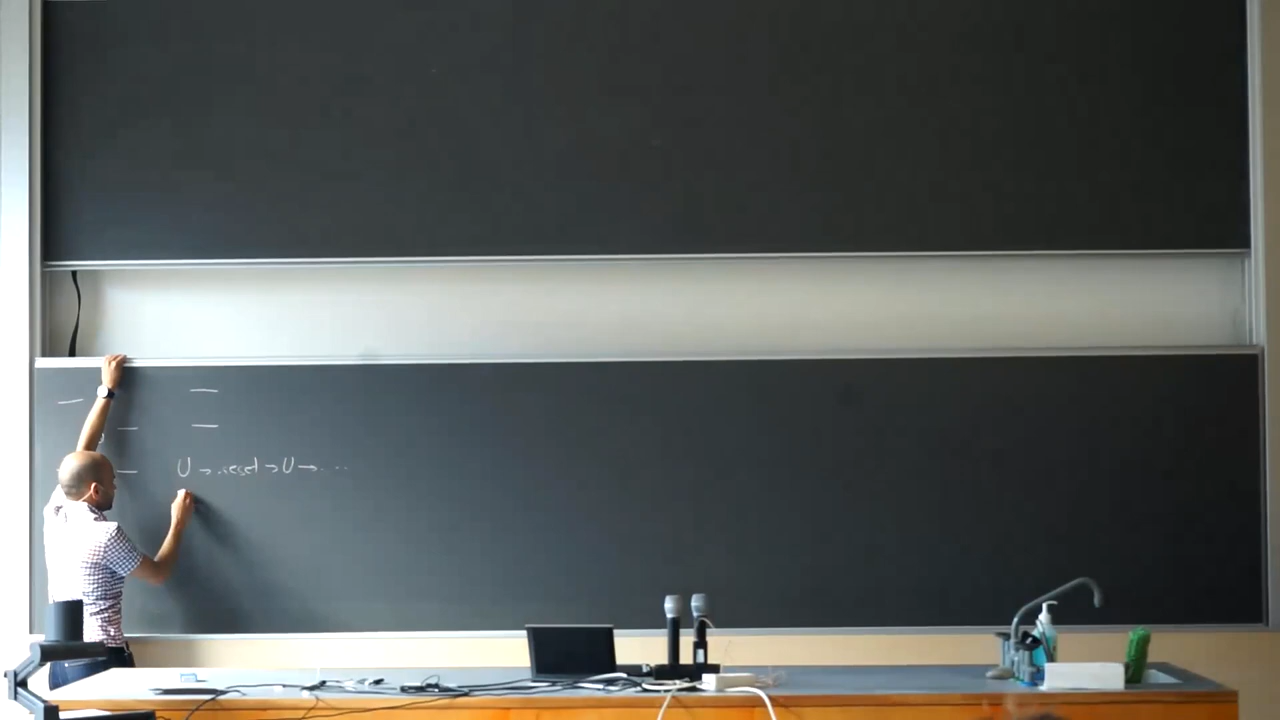 U → reset → U → ...